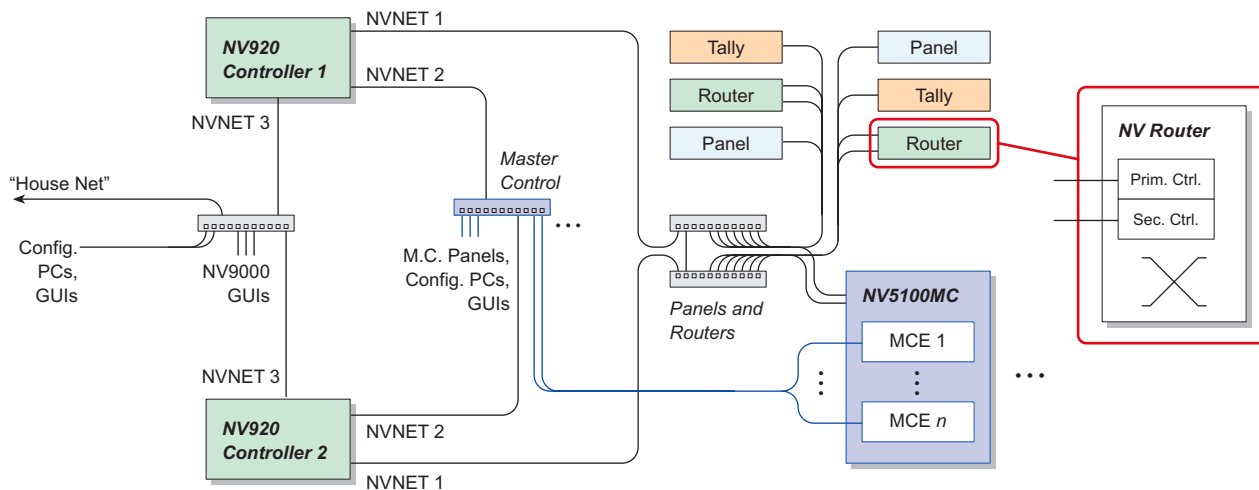 NV920
Controller 1
NVNET 1
NVNET 2
NVNET 3
Tally
Router
Panel
Panel
Tally
Router
NV Router
Prim. Ctrl.
Sec. Ctrl.
“House Net”
Master
Control
...
Config.
PCs,
GUIs
NV9000
GUIs
M.C. Panels,
Config. PCs,
GUIs
Panels and
Routers
NV5100MC
MCE 1
MCE n
...
NVNET 3
NV920
Controller 2
NVNET 2
NVNET 1